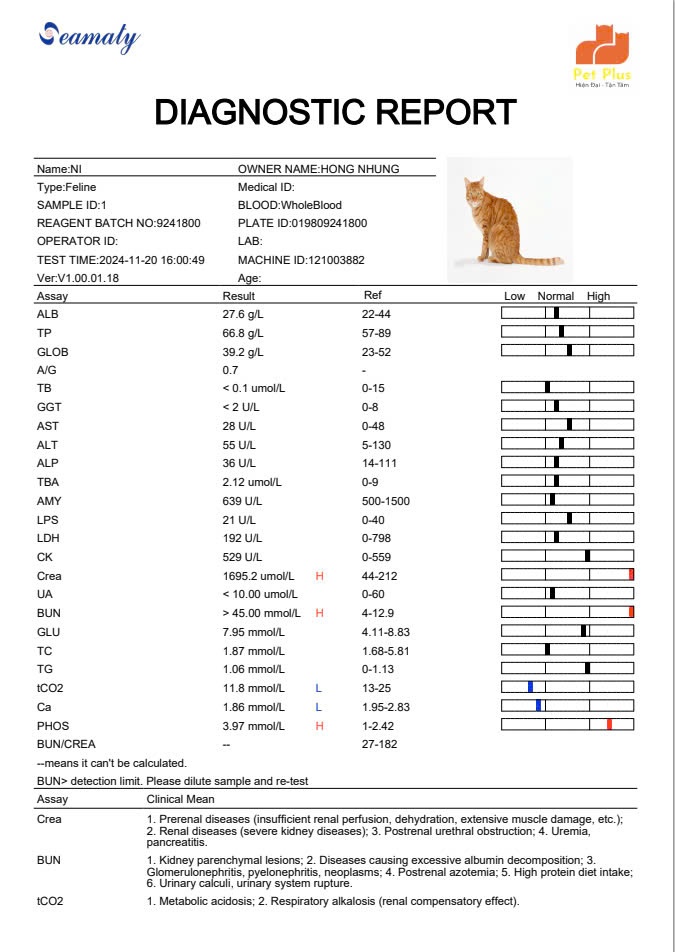 Seamaty
Pet Plus
Hiện Đại - Tận Tâm
DIAGNOSTIC REPORT
Name:NI OWNER NAME:HONG NHUNG
Type:Feline Medical ID:
SAMPLE ID:1 BLOOD:WholeBlood
REAGENT BATCH NO:9241800 PLATE ID:019809241800
OPERATOR ID: LAB:
TEST TIME:2024-11-20 16:00:49 MACHINE ID:121003882
Ver:V1.00.01.18 Age:
Assay Result Ref Low Normal High
ALB 27.6 g/L 22-44
TP 66.8 g/L 57-89
GLOB 39.2 g/L 23-52
A/G 0.7 -
TB < 0.1 umol/L 0-15
GGT < 2 U/L 0-8
AST 28 U/L 0-48
ALT 55 U/L 5-130
ALP 36 U/L 14-111
TBA 2.12 umol/L 0-9
AMY 639 U/L 500-1500
LPS 21 U/L 0-40
LDH 192 U/L 0-798
CK 529 U/L 0-559
Crea 1695.2 umol/L H 44-212
UA < 10.00 umol/L 0-60
BUN > 45.00 mmol/L H 4-12.9
GLU 7.95 mmol/L 4.11-8.83
TC 1.87 mmol/L 1.68-5.81
TG 1.06 mmol/L 0-1.13
tCO2 11.8 mmol/L L 13-25
Ca 1.86 mmol/L L 1.95-2.83
PHOS 3.97 mmol/L H 1-2.42
BUN/CREA -- 27-182
--means it can't be calculated.
BUN> detection limit. Please dilute sample and re-test
Assay Clinical Mean
Crea 1. Prerenal diseases (insufficient renal perfusion, dehydration, extensive muscle damage, etc.);
2. Renal diseases (severe kidney diseases); 3. Postrenal urethral obstruction; 4. Uremia,
pancreatitis.
BUN 1. Kidney parenchymal lesions; 2. Diseases causing excessive albumin decomposition; 3.
Glomerulonephritis, pyelonephritis, neoplasms; 4. Postrenal azotemia; 5. High protein diet intake;
6. Urinary calculi, urinary system rupture.
tCO2 1. Metabolic acidosis; 2. Respiratory alkalosis (renal compensatory effect).